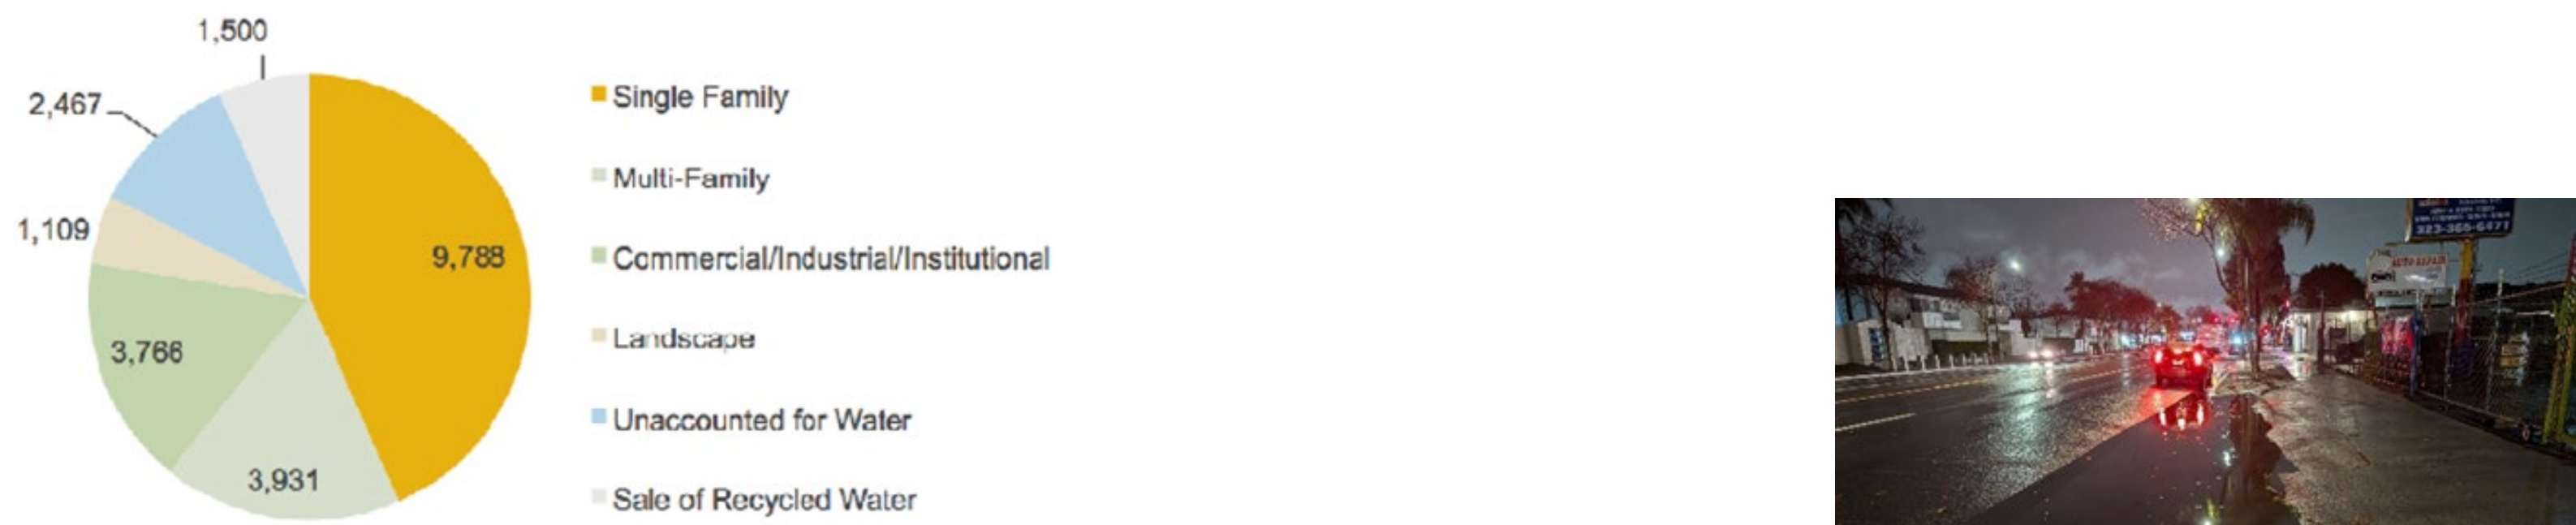 1,500
2,467
1,109
9,788
3,766
3,931
Single Family
Multi-Family
Commercial/Industrial/Institutional
Landscape
Unaccounted for Water
Sale of Recycled Water
323-365-6471
AUTO REPAIR